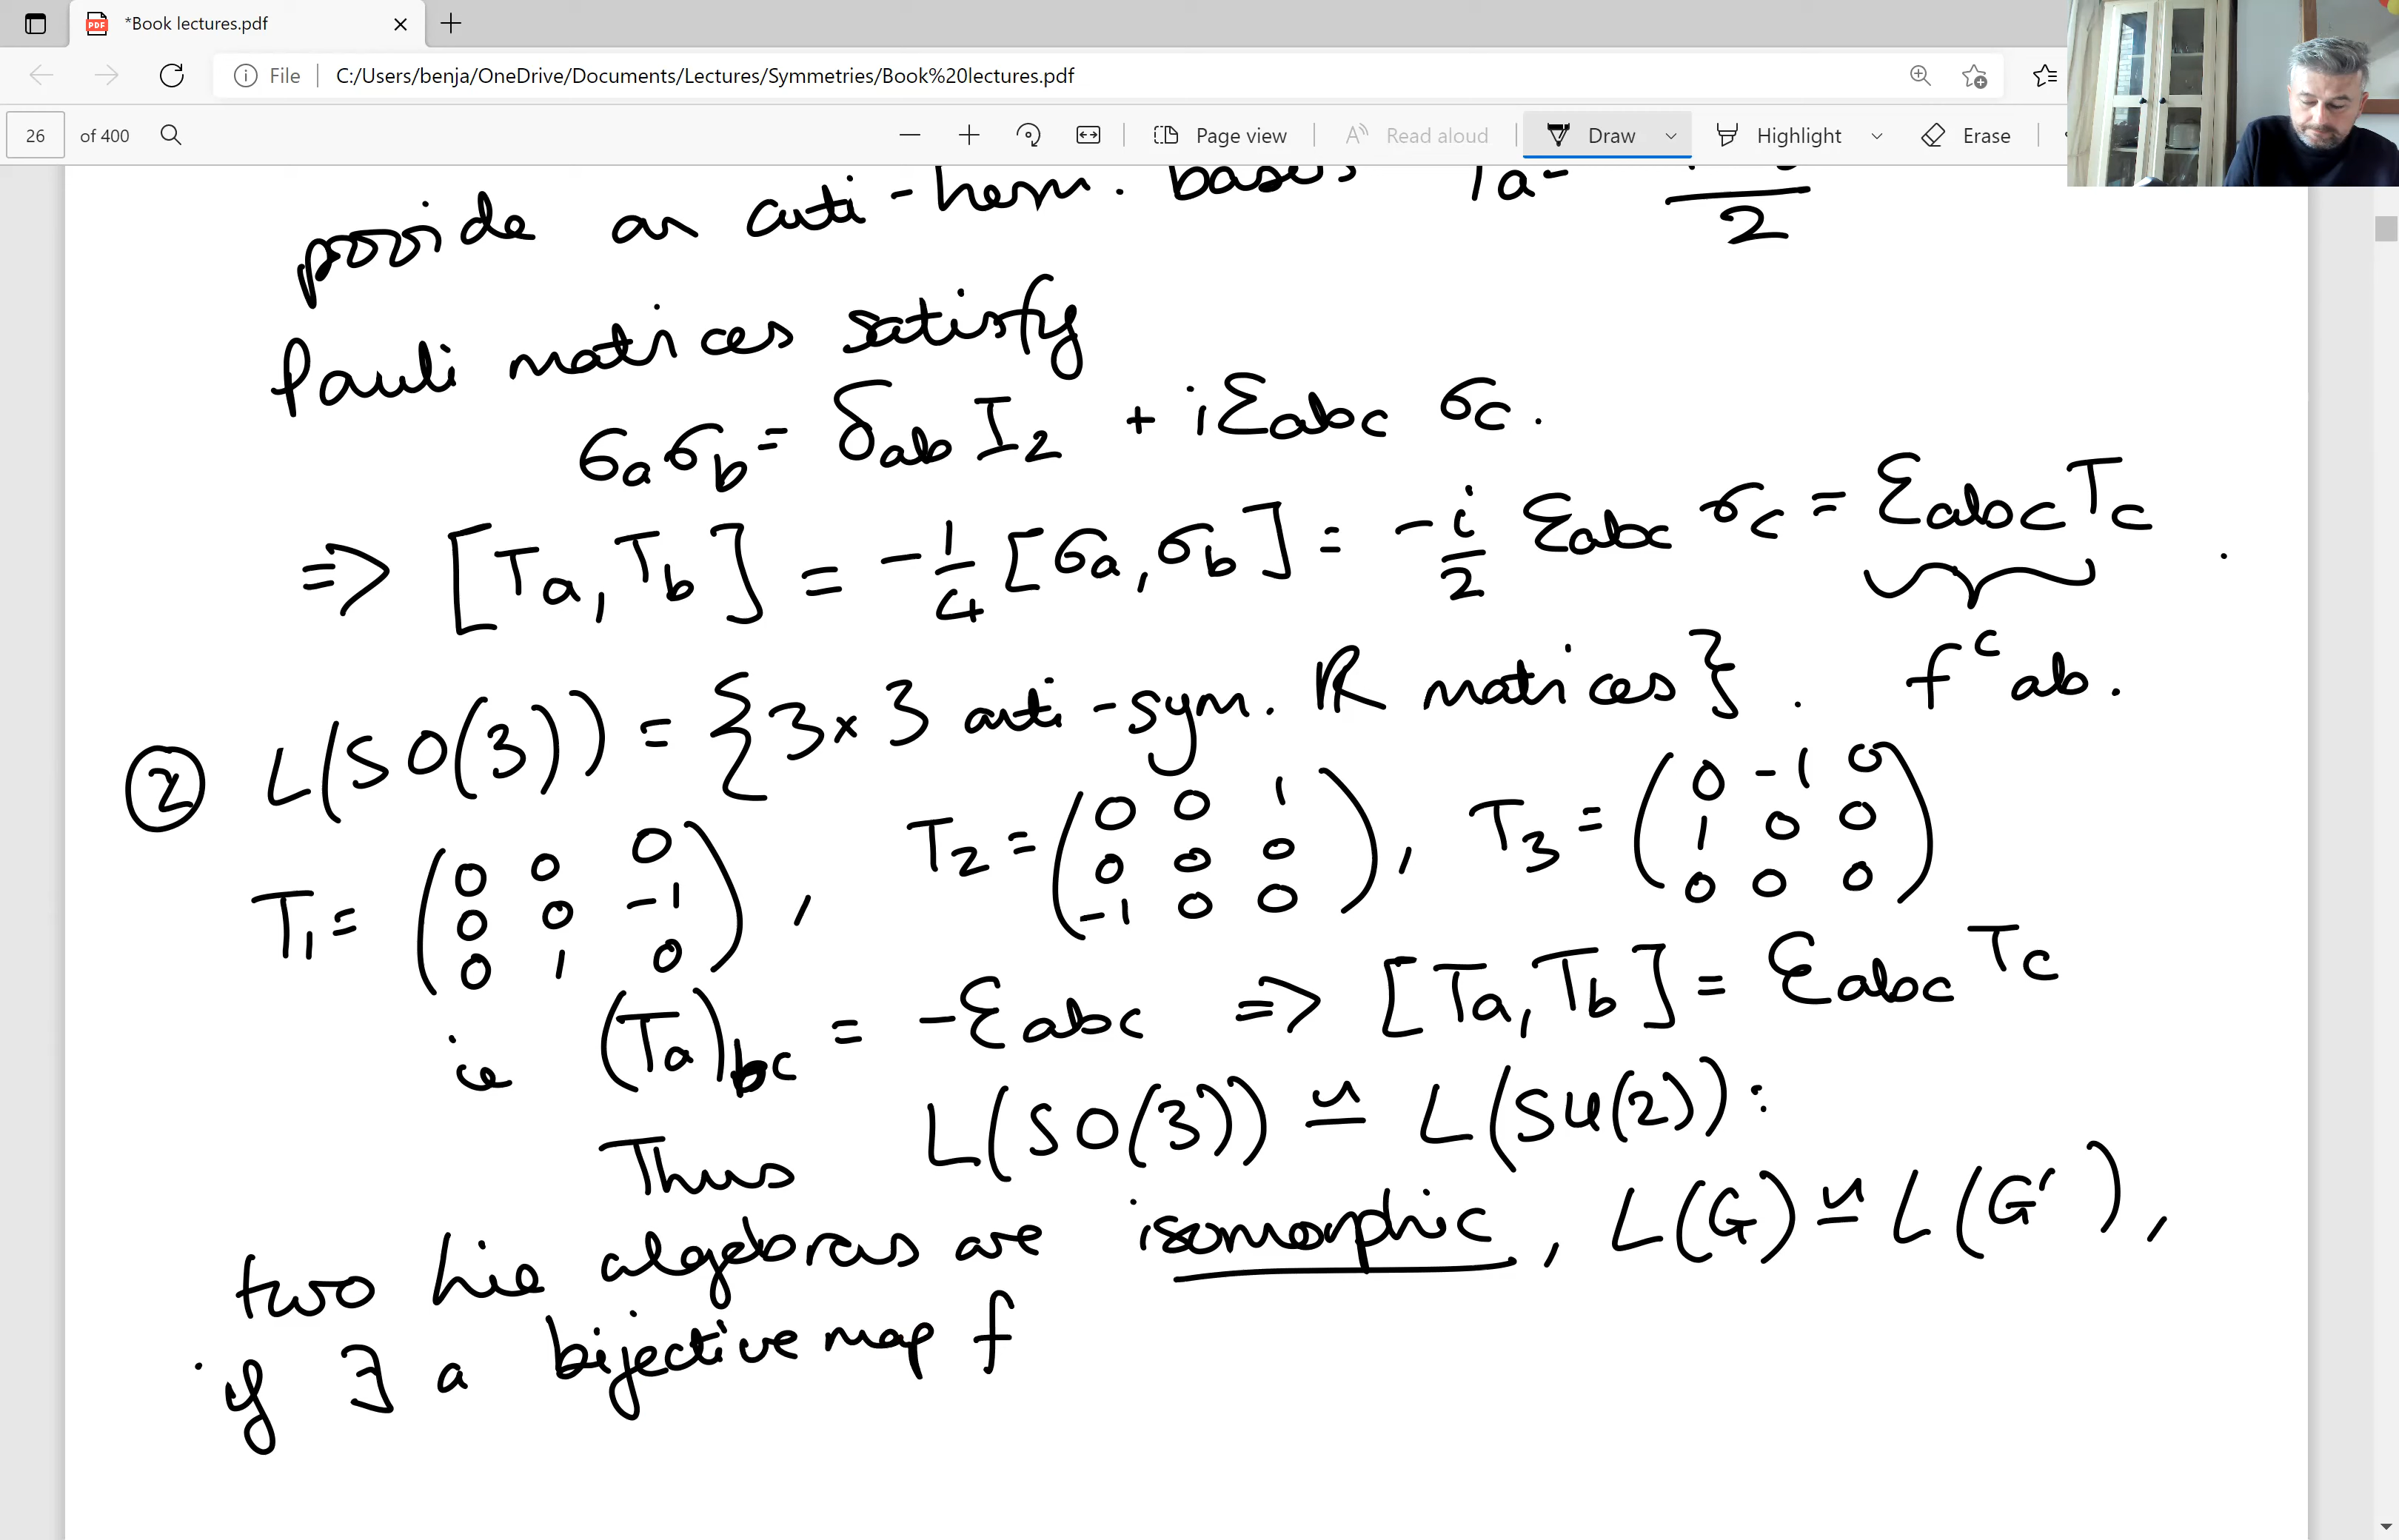 *Book lectures.pdf
File
C:/Users/benja/OneDrive/Documents/Lectures/Symmetries/Book%20lectures.pdf
26 of 400
Page view
Read aloud
Draw
Highlight
Erase
provide an anti-herm. basis Ta=
2
Pauli matrices satisfy
σaσb = δab I2 + iεabc σc.
=> [Ta, Tb] = -1/4 [σa, σb] = -i/2 εabc σc = εabc Tc.
② L(SO(3)) = {3×3 anti-sym. ℝ matrices}. f^c ab.
T1 = (0 0 0; 0 0 -1; 0 1 0), T2 = (0 0 1; 0 0 0; -1 0 0), T3 = (0 -1 0; 1 0 0; 0 0 0)
ie (Ta)bc = -εabc => [Ta, Tb] = εabc Tc
Thus L(SO(3)) ≃ L(SU(2)):
two Lie algebras are isomorphic, L(G) ≃ L(G'),
if ∃ a bijective map f